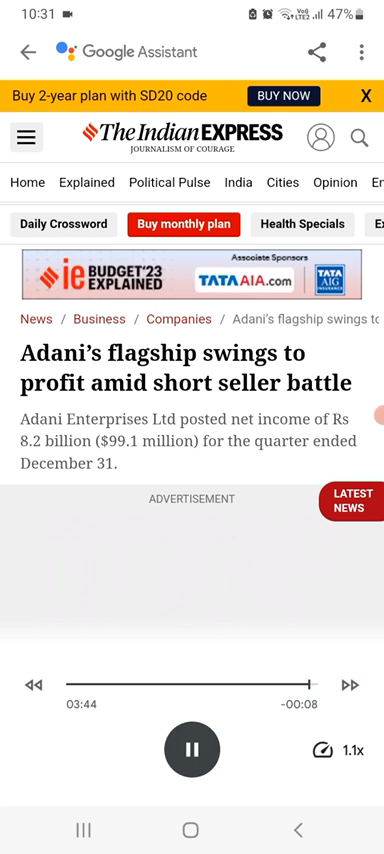 10:31 47%
Google Assistant
Buy 2-year plan with SD20 code BUY NOW X
The Indian EXPRESS
JOURNALISM OF COURAGE
Home Explained Political Pulse India Cities Opinion
Daily Crossword Buy monthly plan Health Specials
ie BUDGET'23 EXPLAINED Associate Sponsors TATA AIA.com TATA AIG INSURANCE
News / Business / Companies / Adani's flagship swings to
Adani's flagship swings to
profit amid short seller battle
Adani Enterprises Ltd posted net income of Rs
8.2 billion ($99.1 million) for the quarter ended
December 31.
ADVERTISEMENT
LATEST
NEWS
03:44 -00:08
1.1x